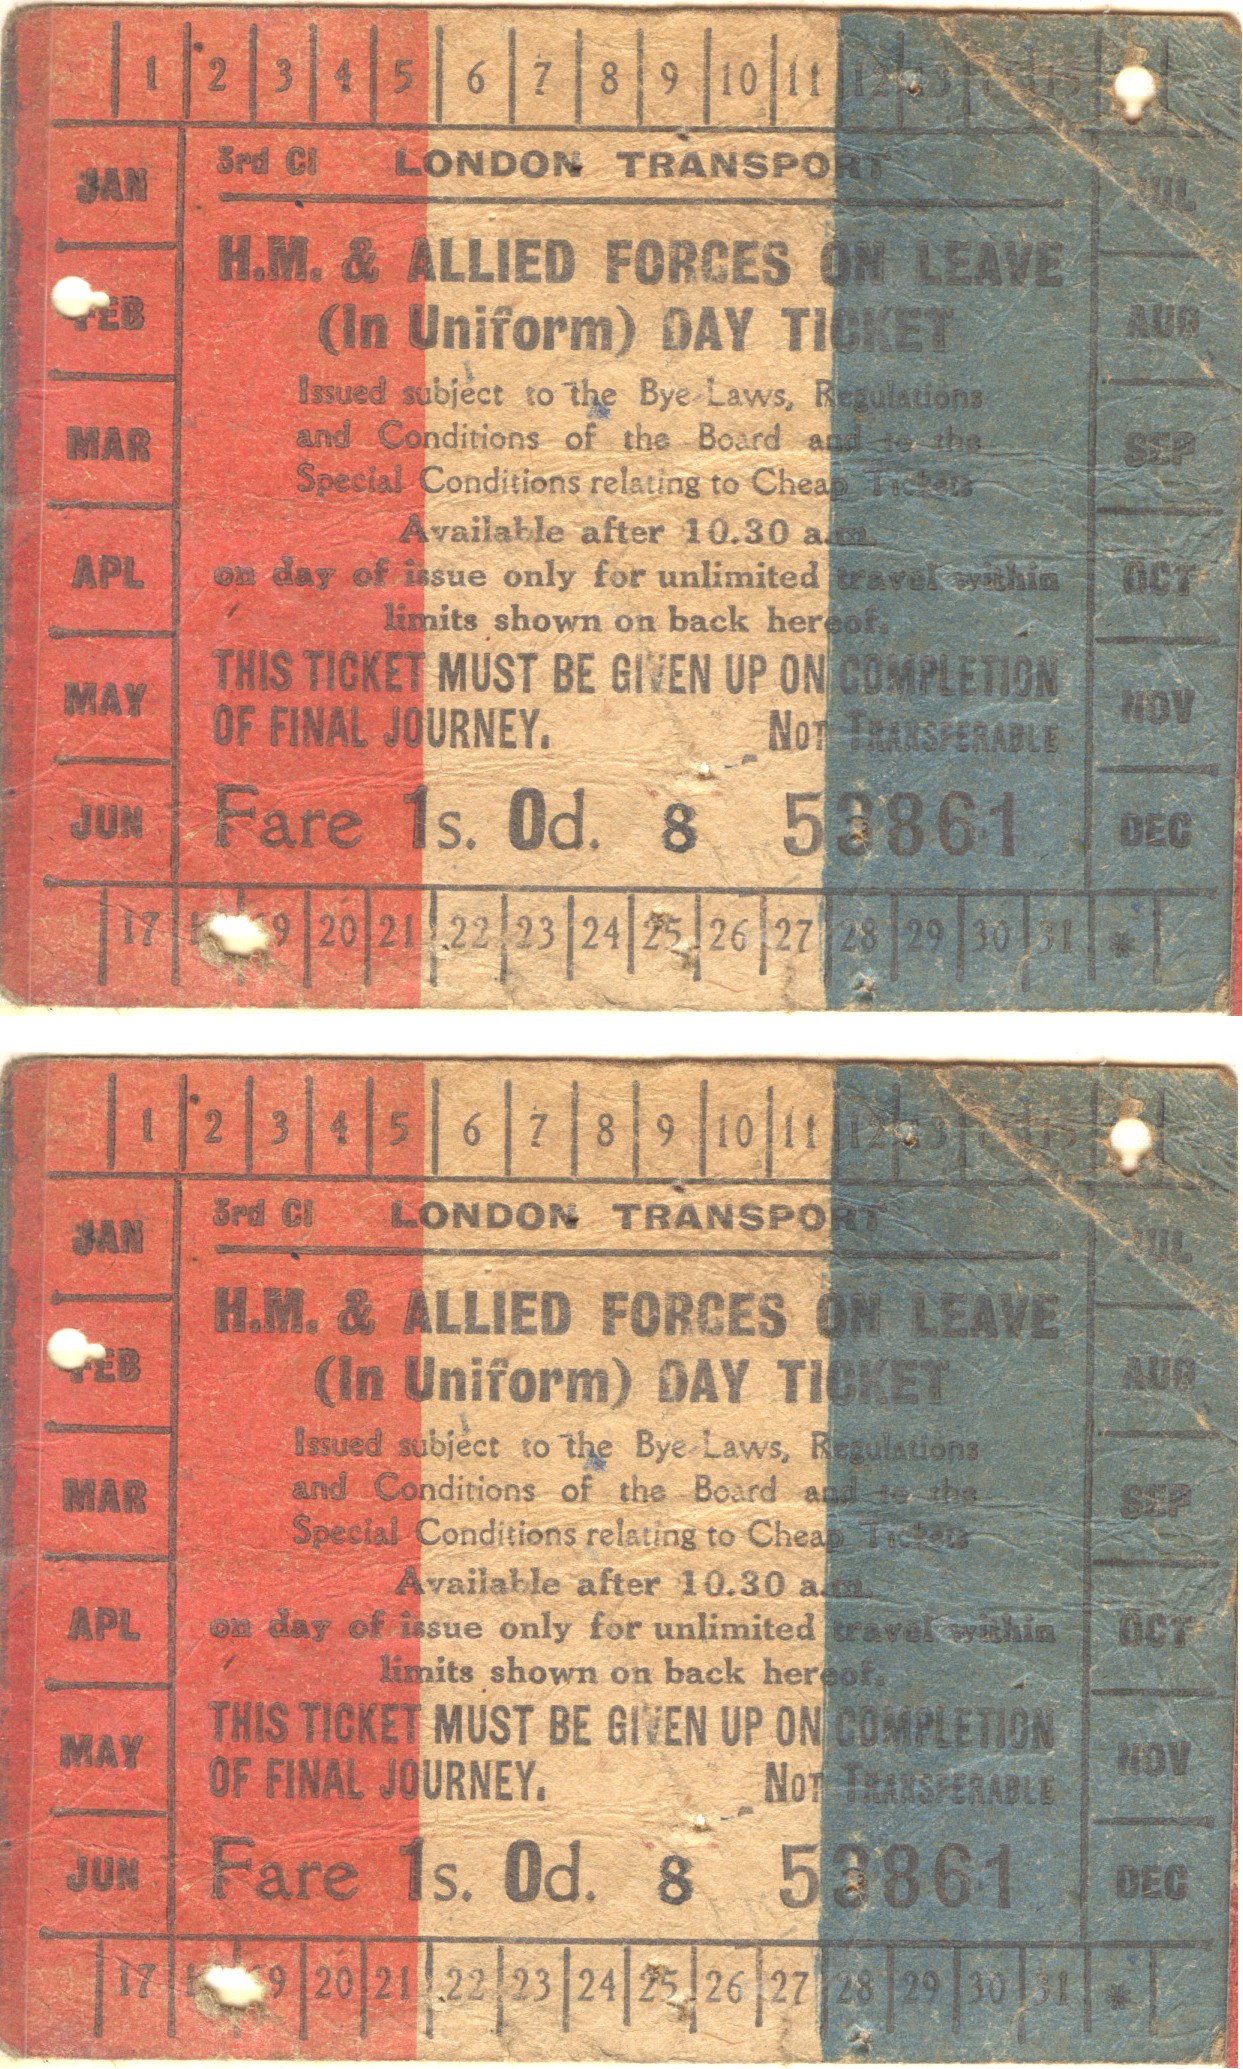 1 2 3 4 5 6 7 8 9 10 11 12 13
3rd Cl LONDON TRANSPORT
H.M. & ALLIED FORCES ON LEAVE
(In Uniform) DAY TICKET
Issued subject to the Bye-Laws, Regulations
and Conditions of the Board and to the
Special Conditions relating to Cheap Tickets
Available after 10.30 a.m.
on day of issue only for unlimited travel within
limits shown on back hereof.
THIS TICKET MUST BE GIVEN UP ON COMPLETION
OF FINAL JOURNEY. NOT TRANSFERABLE
Fare 1s. 0d. 8 53861
JAN
FEB
MAR
APL
MAY
JUN
JUL
AUG
SEP
OCT
NOV
DEC
17 19 20 21 22 23 24 25 26 27 28 29 30 31 *
1 2 3 4 5 6 7 8 9 10 11 12 13
3rd Cl LONDON TRANSPORT
H.M. & ALLIED FORCES ON LEAVE
(In Uniform) DAY TICKET
Issued subject to the Bye-Laws, Regulations
and Conditions of the Board and to the
Special Conditions relating to Cheap Tickets
Available after 10.30 a.m.
on day of issue only for unlimited travel within
limits shown on back hereof.
THIS TICKET MUST BE GIVEN UP ON COMPLETION
OF FINAL JOURNEY. NOT TRANSFERABLE
Fare 1s. 0d. 8 53861
JAN
FEB
MAR
APL
MAY
JUN
JUL
AUG
SEP
OCT
NOV
DEC
17 19 20 21 22 23 24 25 26 27 28 29 30 31 *